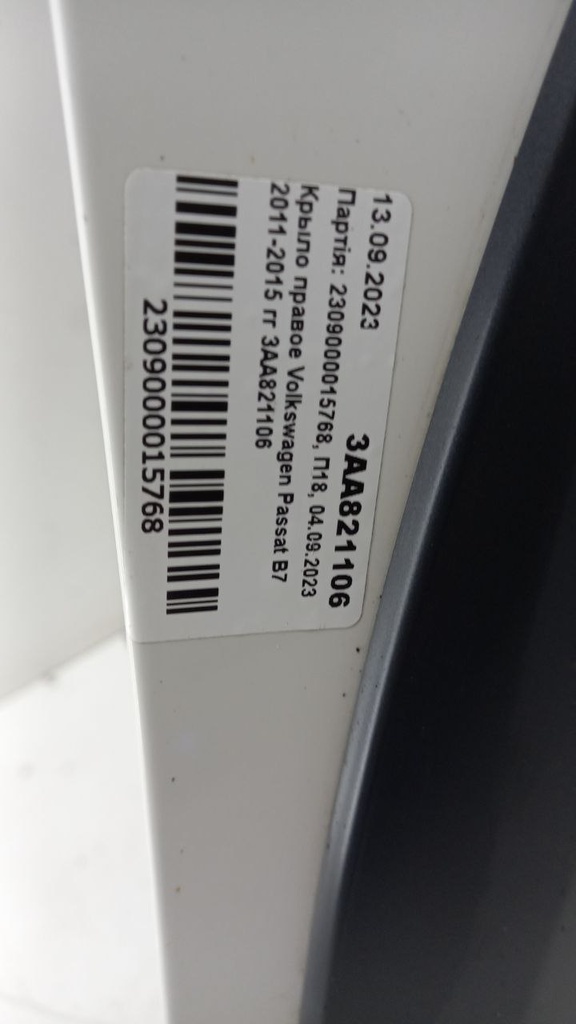 13.09.2023 3AA821106
Партія: 2309000015768, П18, 04.09.2023
Крыло правое Volkswagen Passat B7
2011-2015 гг 3AA821106
2309000015768